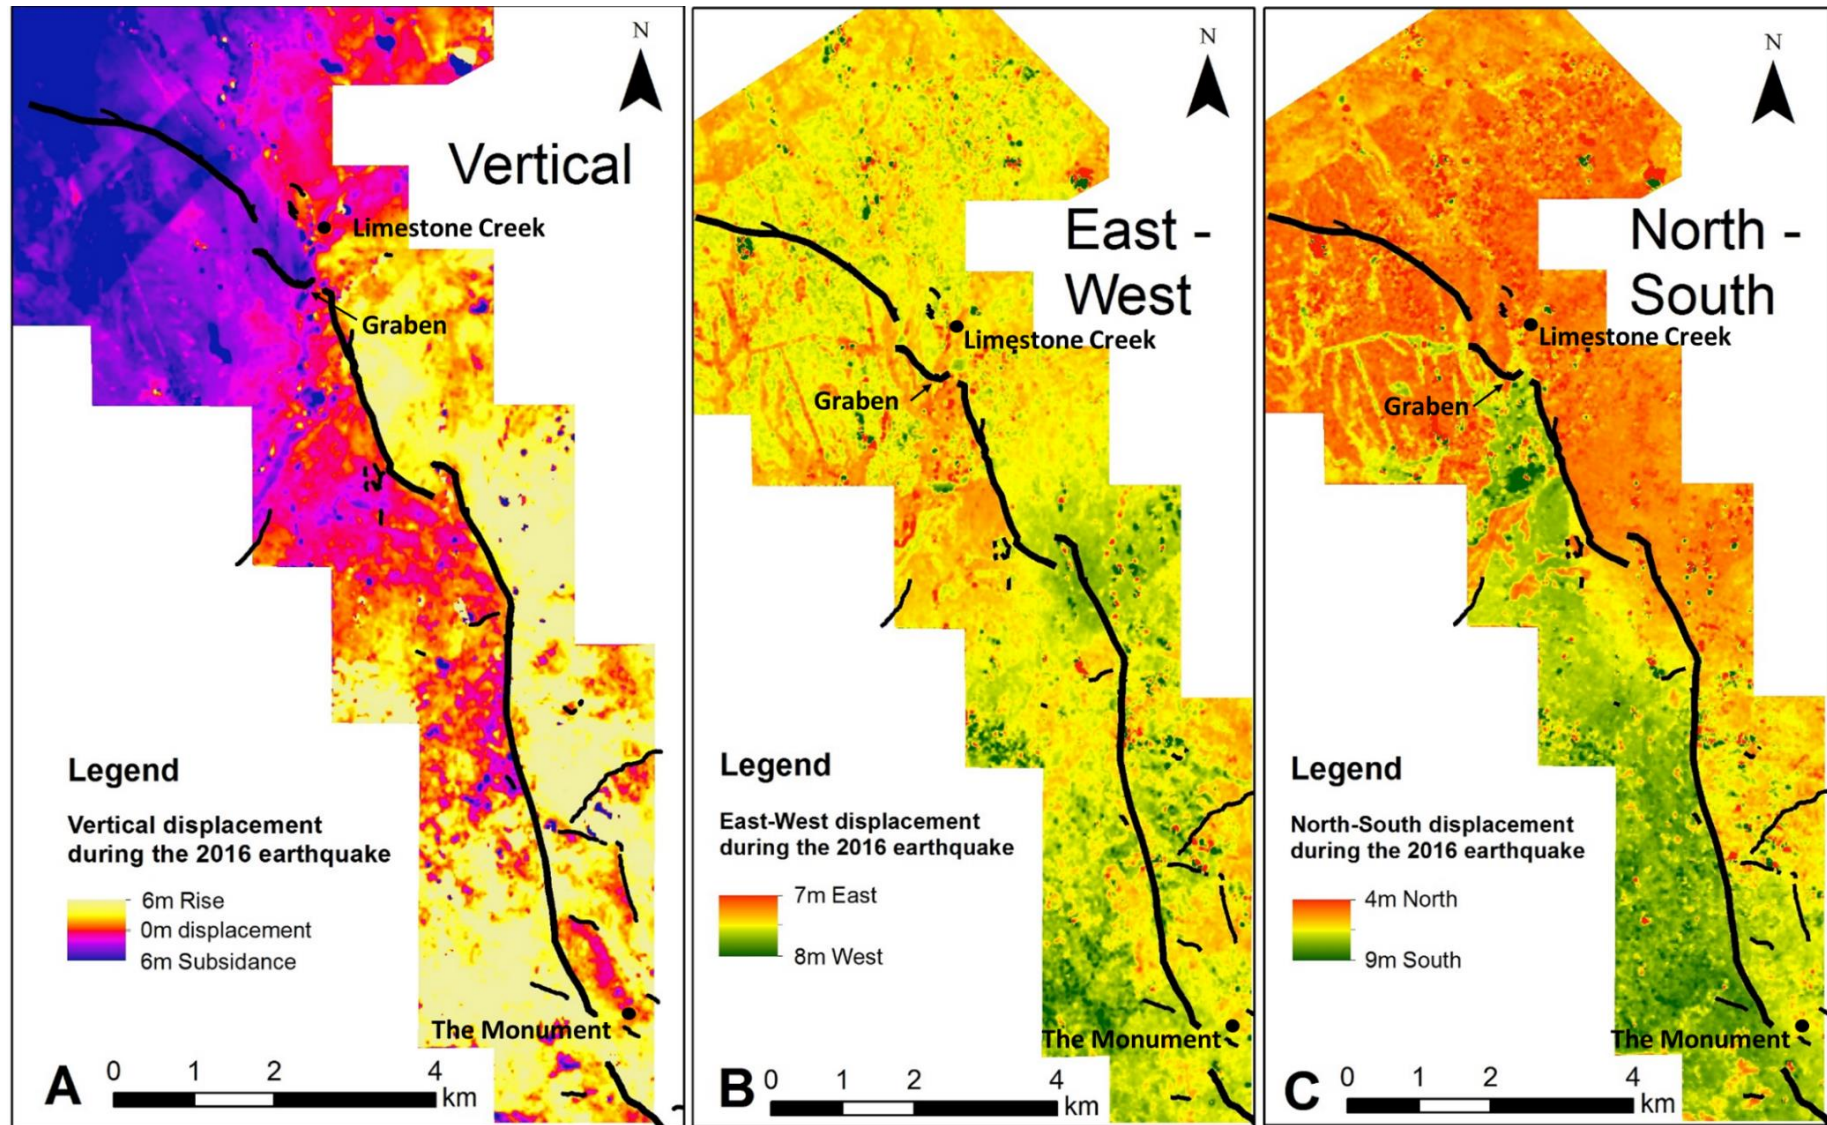 N
Vertical
Limestone Creek
Graben
Legend
Vertical displacement
during the 2016 earthquake
6m Rise
0m displacement
6m Subsidance
The Monument
A
0 1 2 4
km
N
East -
West
Limestone Creek
Graben
Legend
East-West displacement
during the 2016 earthquake
7m East
8m West
The Monument
B
0 1 2 4
km
N
North -
South
Limestone Creek
Graben
Legend
North-South displacement
during the 2016 earthquake
4m North
9m South
The Monument
C
0 1 2 4
km